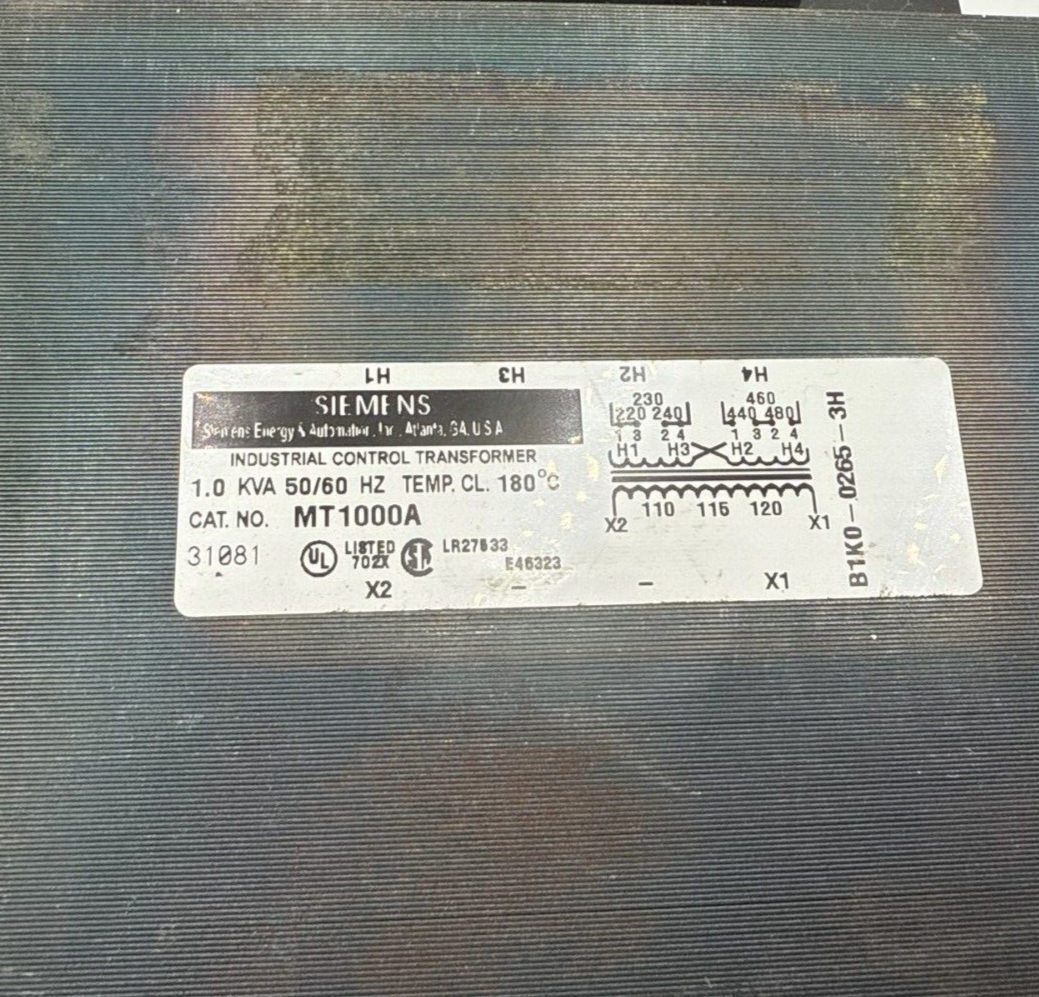 H1 H3 H2 H4
SIEMENS
Siemens Energy & Automation, Inc., Atlanta, GA, U.S.A
INDUSTRIAL CONTROL TRANSFORMER
1.0 KVA 50/60 HZ TEMP. CL. 180°C
CAT. NO. MT1000A
31081 UL LISTED 702X LR27533
E46323
X2 – – X1
230 460
220 240 440 480
1 3 2 4 1 3 2 4
H1 H3 H2 H4
110 115 120
X2 X1
B1K0-0265-3H